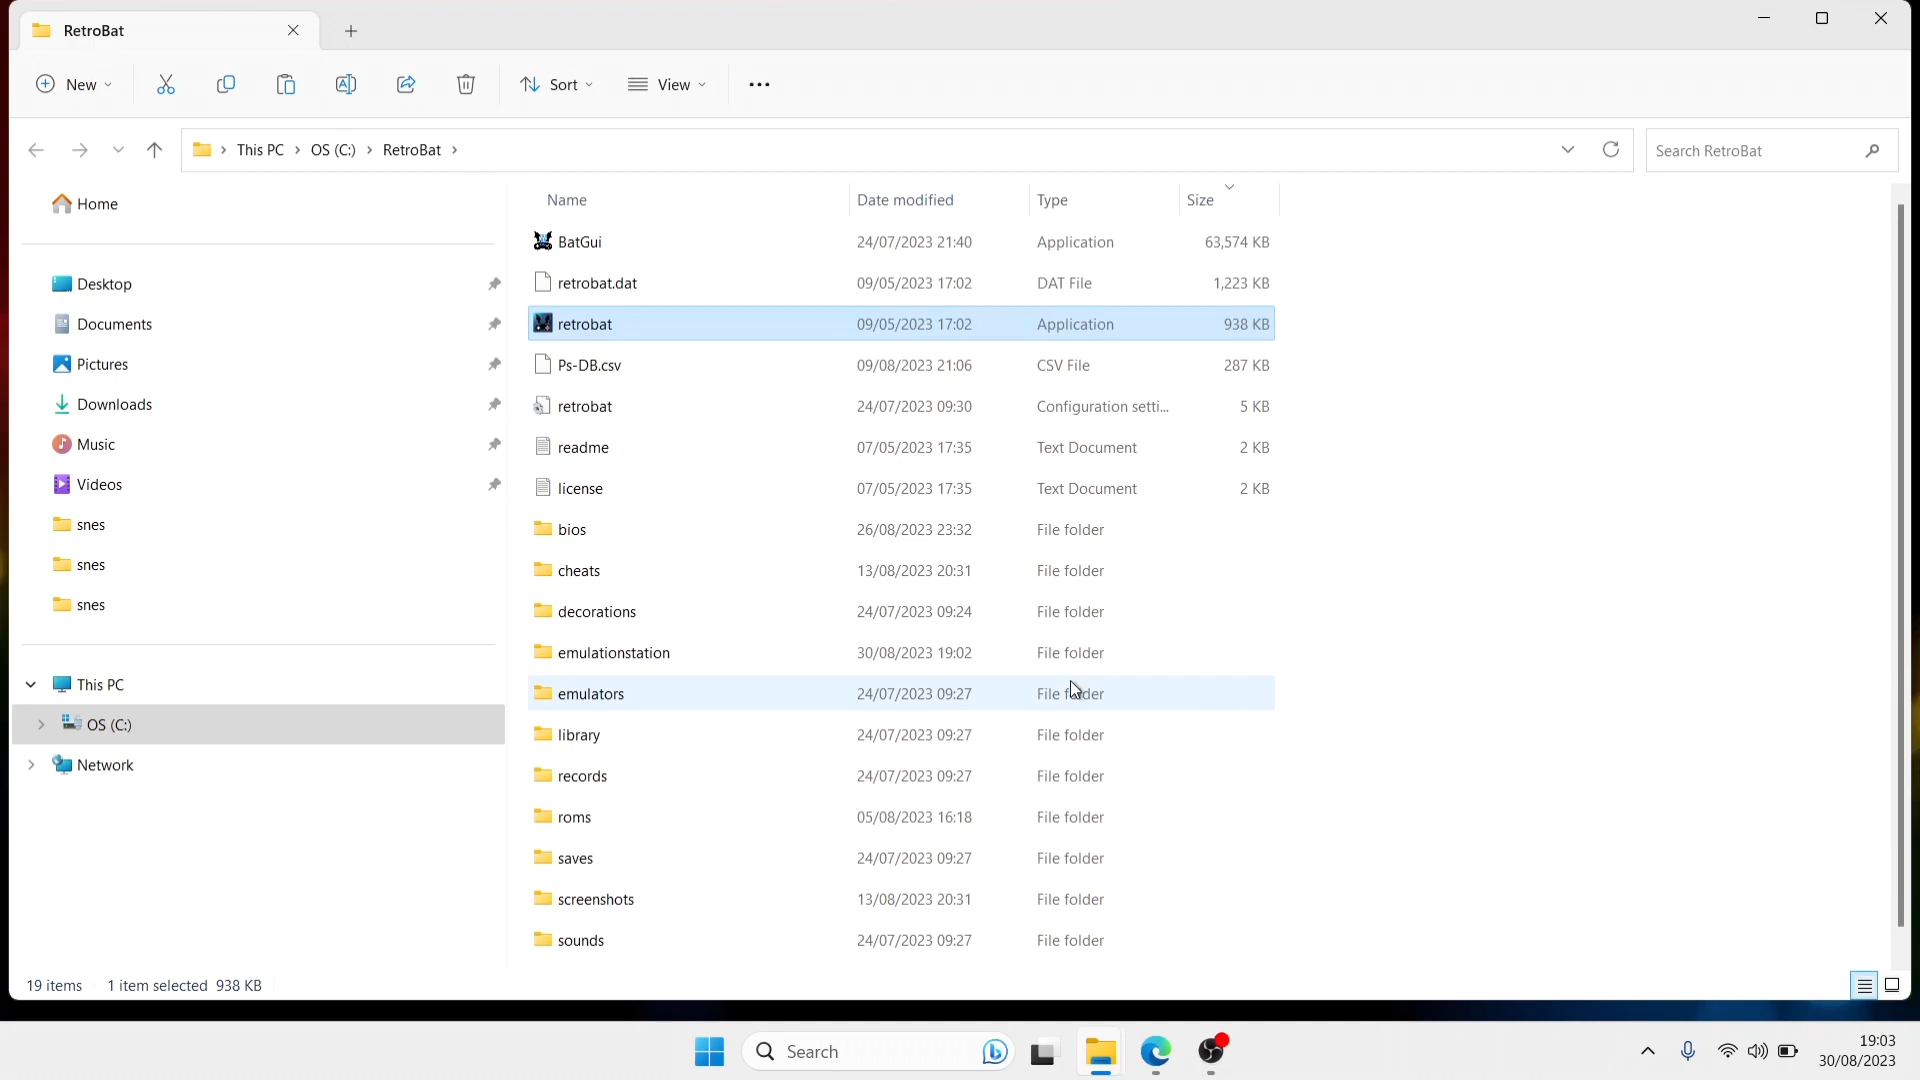 RetroBat
New
Sort
View
This PC
OS (C:)
RetroBat
Search RetroBat
Home
Desktop
Documents
Pictures
Downloads
Music
Videos
snes
snes
snes
This PC
OS (C:)
Network
Name Date modified Type Size
BatGui 24/07/2023 21:40 Application 63,574 KB
retrobat.dat 09/05/2023 17:02 DAT File 1,223 KB
retrobat 09/05/2023 17:02 Application 938 KB
Ps-DB.csv 09/08/2023 21:06 CSV File 287 KB
retrobat 24/07/2023 09:30 Configuration setti... 5 KB
readme 07/05/2023 17:35 Text Document 2 KB
license 07/05/2023 17:35 Text Document 2 KB
bios 26/08/2023 23:32 File folder
cheats 13/08/2023 20:31 File folder
decorations 24/07/2023 09:24 File folder
emulationstation 30/08/2023 19:02 File folder
emulators 24/07/2023 09:27 File folder
library 24/07/2023 09:27 File folder
records 24/07/2023 09:27 File folder
roms 05/08/2023 16:18 File folder
saves 24/07/2023 09:27 File folder
screenshots 13/08/2023 20:31 File folder
sounds 24/07/2023 09:27 File folder
19 items 1 item selected 938 KB
Search
19:03
30/08/2023